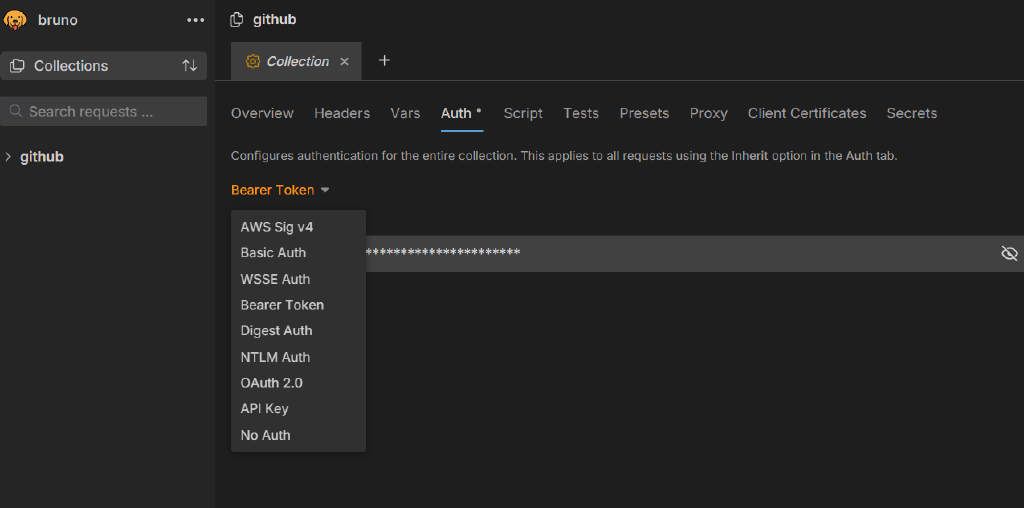 bruno
Collections
Search requests ...
github
github
Collection
Overview Headers Vars Auth Script Tests Presets Proxy Client Certificates Secrets
Configures authentication for the entire collection. This applies to all requests using the Inherit option in the Auth tab.
Bearer Token
AWS Sig v4
Basic Auth
WSSE Auth
Bearer Token
Digest Auth
NTLM Auth
OAuth 2.0
API Key
No Auth
**********************